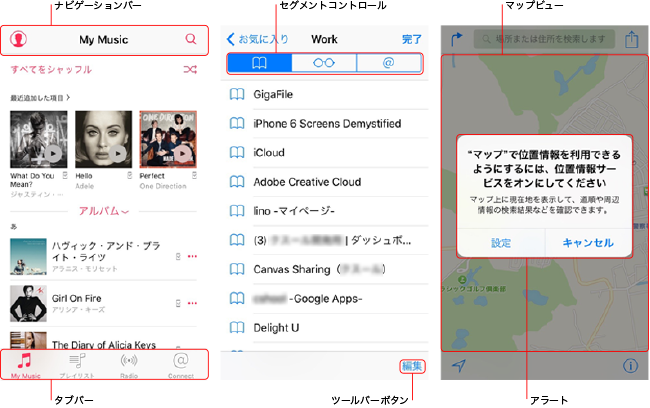 ナビゲーションバー
セグメントコントロール
マップビュー
My Music
すべてをシャッフル
最近追加した項目 >
What Do You
Mean?
ジャスティン・…
Hello
Adele
ONE DIRECTION
Perfect
One Direction
アルバム
あ
ハヴィック・アンド・ブラ
イト・ライズ
アラニス・モリセット
Girl On Fire
アリシア・キーズ
The Diary of Alicia Keys
My Music
プレイリスト
Radio
Connect
タブバー
お気に入り
Work
完了
@
GigaFile
iPhone 6 Screens Demystified
iCloud
Adobe Creative Cloud
lino -マイページ-
(3)
| ダッシュボ...
Canvas Sharing（
）
-Google Apps-
Delight U
編集
ツールバーボタン
場所または住所を検索します
“マップ”で位置情報を利用できる
ようにするには、位置情報サー
ビスをオンにしてください
マップ上に現在地を表示して、道順や周辺
情報の検索結果などを確認できます。
設定
キャンセル
アラート